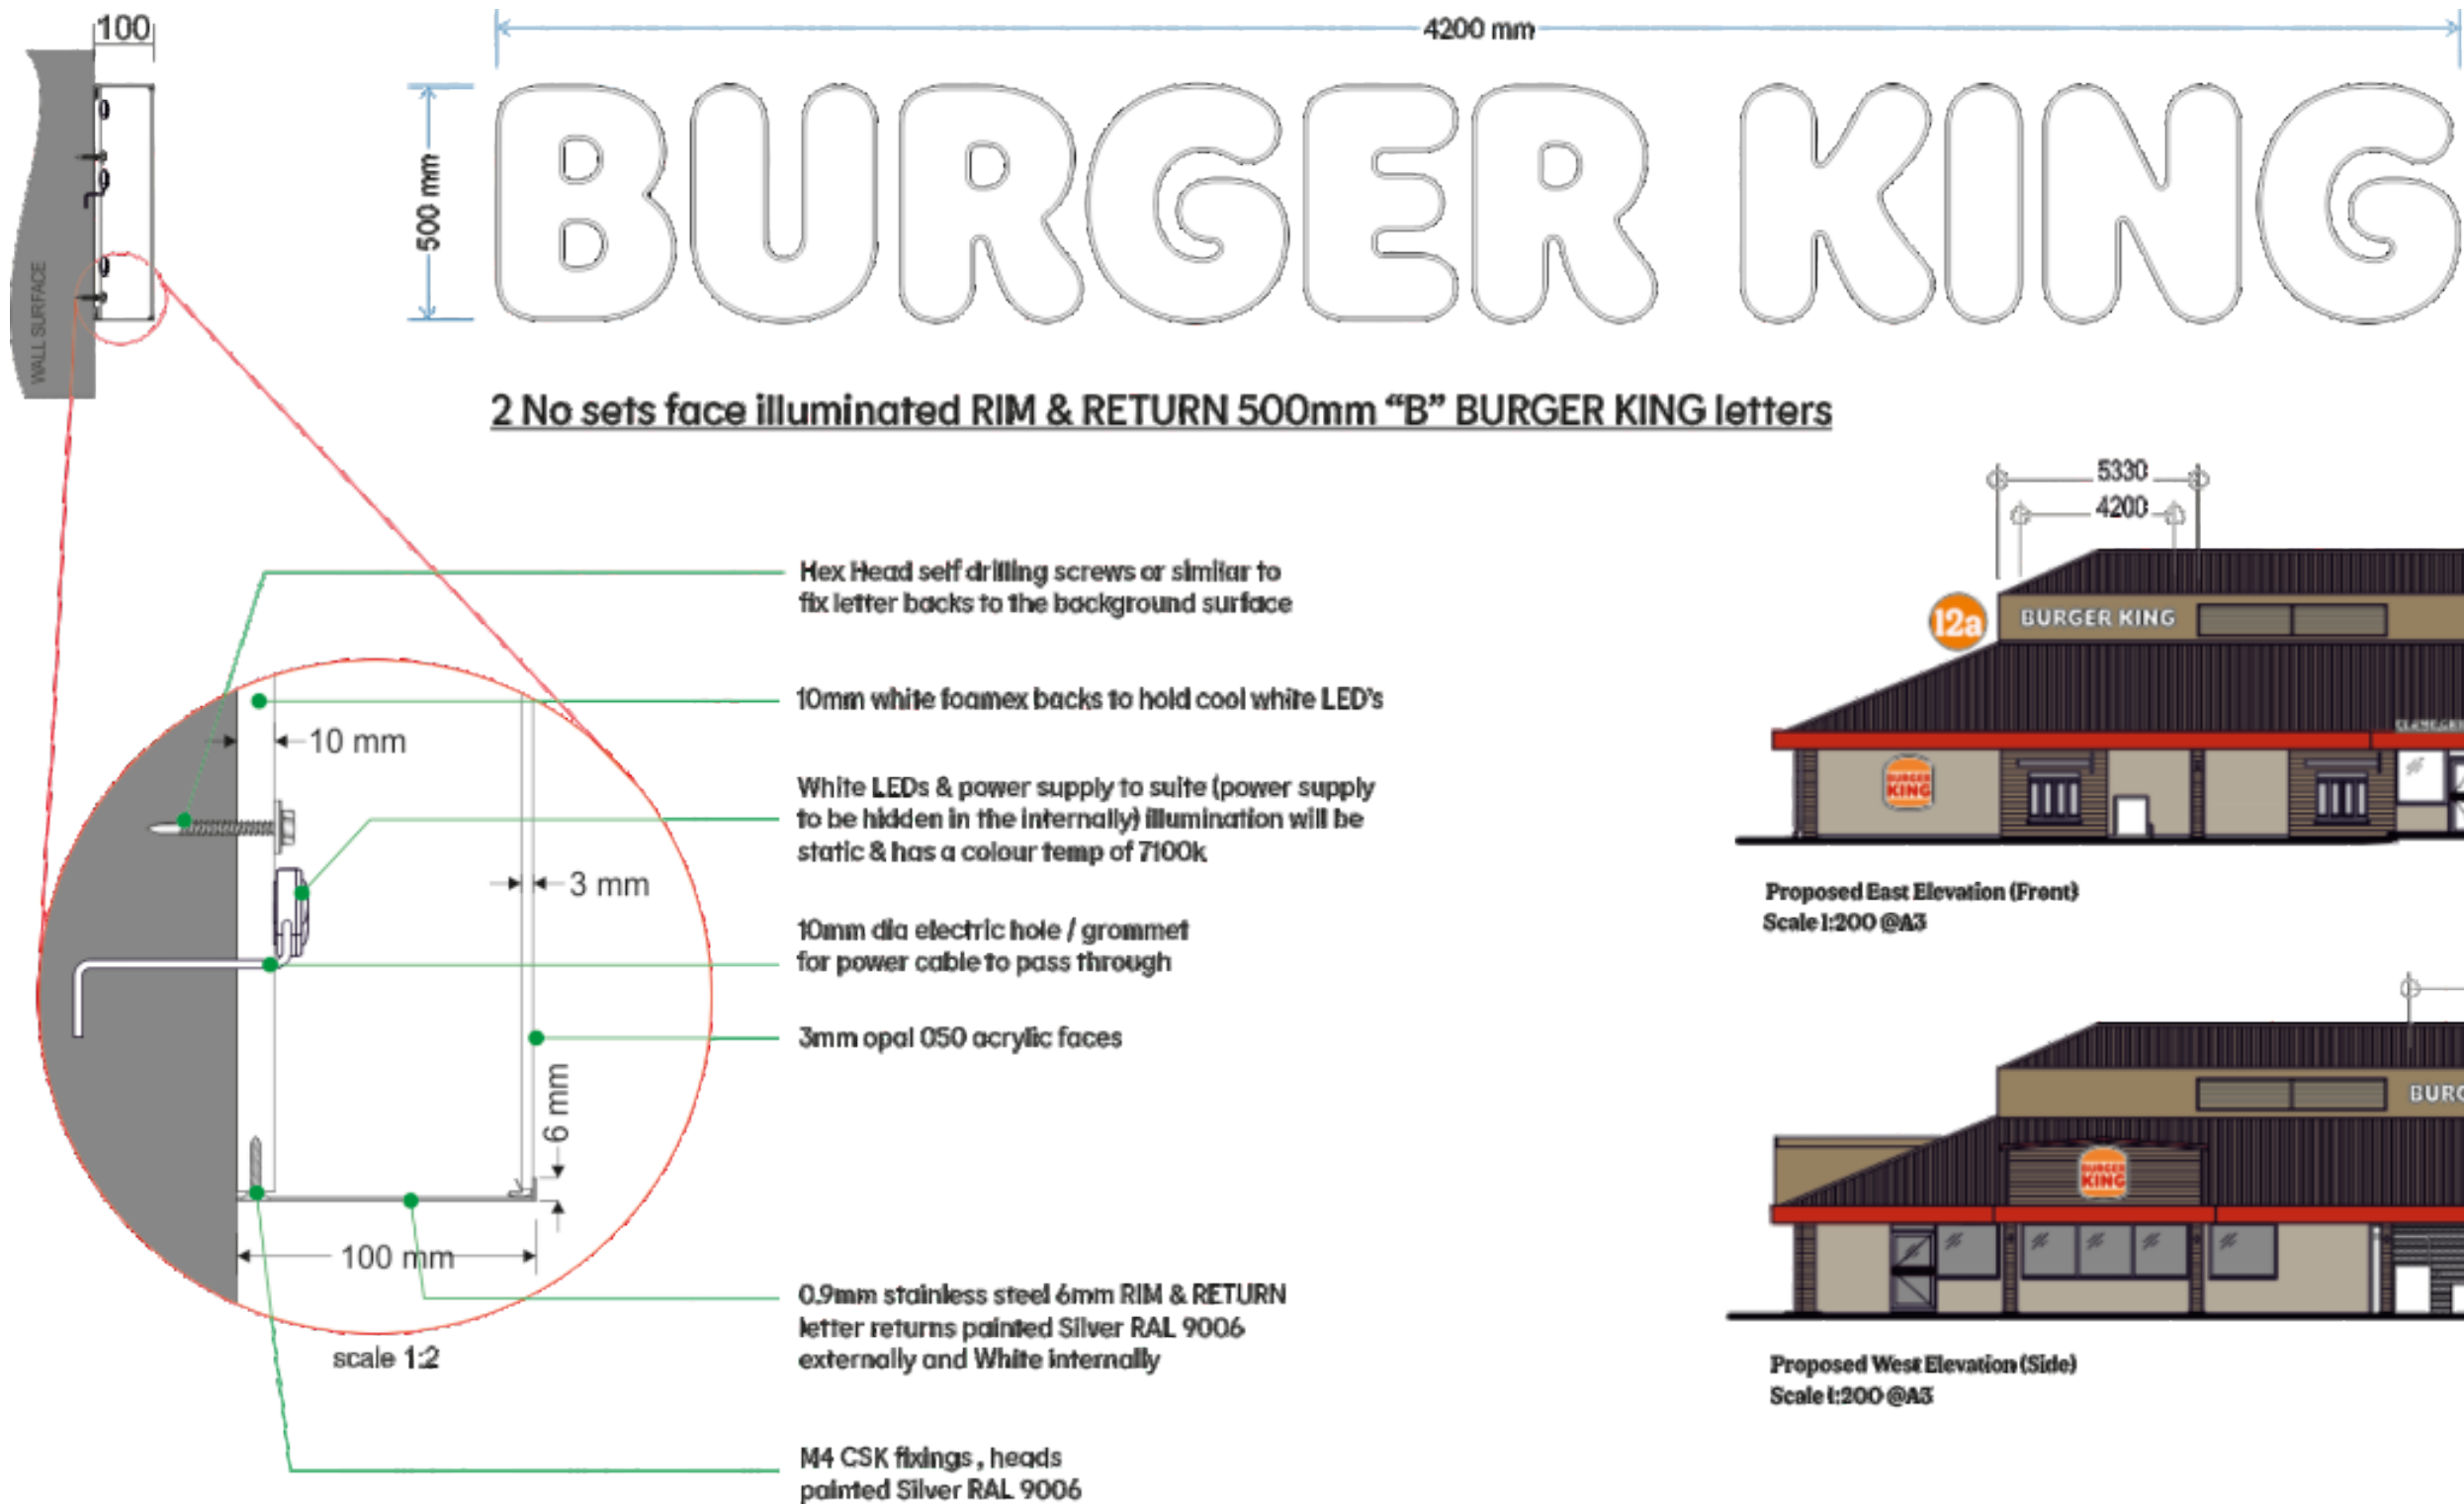 100
4200 mm
500 mm
BURGER KING
WALL SURFACE
2 No sets face illuminated RIM & RETURN 500mm “B” BURGER KING letters
Hex Head self drilling screws or similar to
fix letter backs to the background surface
10mm white foamex backs to hold cool white LED's
White LEDs & power supply to suite (power supply
to be hidden in the internally) illumination will be
static & has a colour temp of 7100k
10mm dia electric hole / grommet
for power cable to pass through
3mm opal 050 acrylic faces
0.9mm stainless steel 6mm RIM & RETURN
letter returns painted Silver RAL 9006
externally and White internally
M4 CSK fixings , heads
painted Silver RAL 9006
10 mm
3 mm
6 mm
100 mm
scale 1:2
5330
4200
12a
BURGER KING
BURGER
KING
Proposed East Elevation (Front)
Scale 1:200 @A3
BURG
BURGER
KING
Proposed West Elevation (Side)
Scale 1:200 @A3